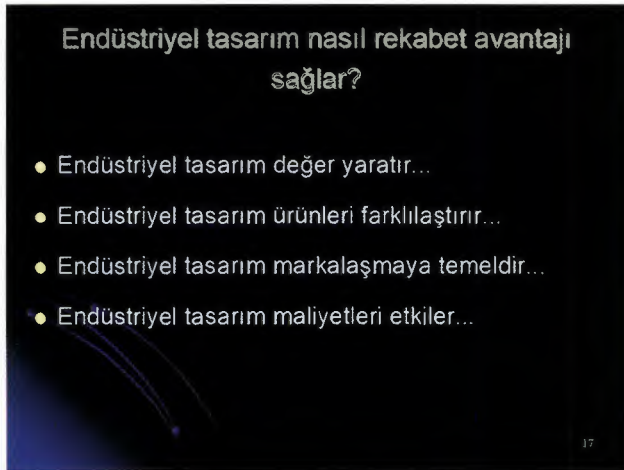 Endüstriyel tasarım nasıl rekabet avantajı
sağlar?
● Endüstriyel tasarım değer yaratır...
● Endüstriyel tasarım ürünleri farklılaştırır...
● Endüstriyel tasarım markalaşmaya temeldir...
● Endüstriyel tasarım maliyetleri etkiler...
17